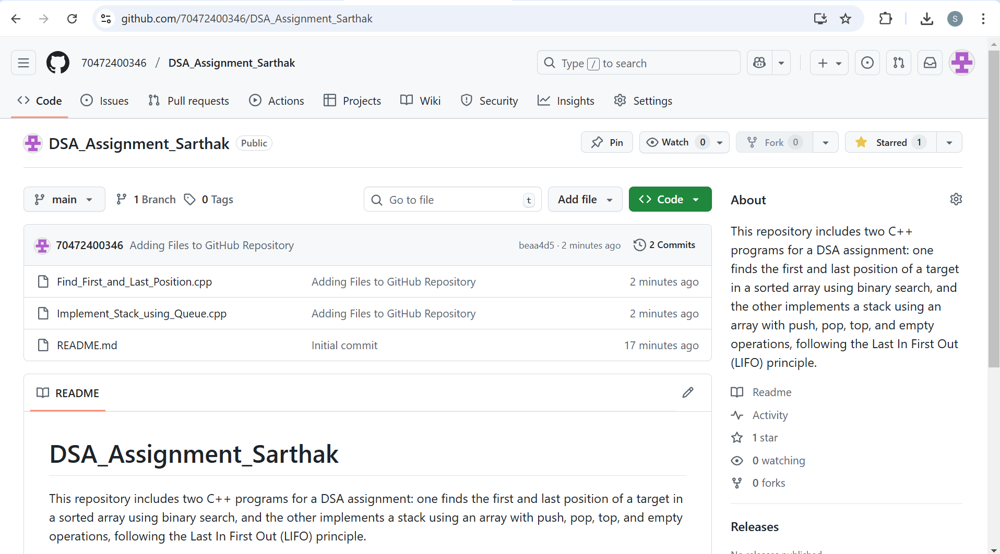 github.com/70472400346/DSA_Assignment_Sarthak
S
70472400346 / DSA_Assignment_Sarthak
Type / to search
Code Issues Pull requests Actions Projects Wiki Security Insights Settings
DSA_Assignment_Sarthak Public
Pin Watch 0 Fork 0 Starred 1
main 1 Branch 0 Tags
Go to file t
Add file
Code
70472400346 Adding Files to GitHub Repository beaa4d5 · 2 minutes ago 2 Commits
Find_First_and_Last_Position.cpp Adding Files to GitHub Repository 2 minutes ago
Implement_Stack_using_Queue.cpp Adding Files to GitHub Repository 2 minutes ago
README.md Initial commit 17 minutes ago
README
DSA_Assignment_Sarthak
This repository includes two C++ programs for a DSA assignment: one finds the first and last position of a target in
a sorted array using binary search, and the other implements a stack using an array with push, pop, top, and empty
operations, following the Last In First Out (LIFO) principle.
About
This repository includes two C++
programs for a DSA assignment: one
finds the first and last position of a target
in a sorted array using binary search, and
the other implements a stack using an
array with push, pop, top, and empty
operations, following the Last In First Out
(LIFO) principle.
Readme
Activity
1 star
0 watching
0 forks
Releases
No releases published